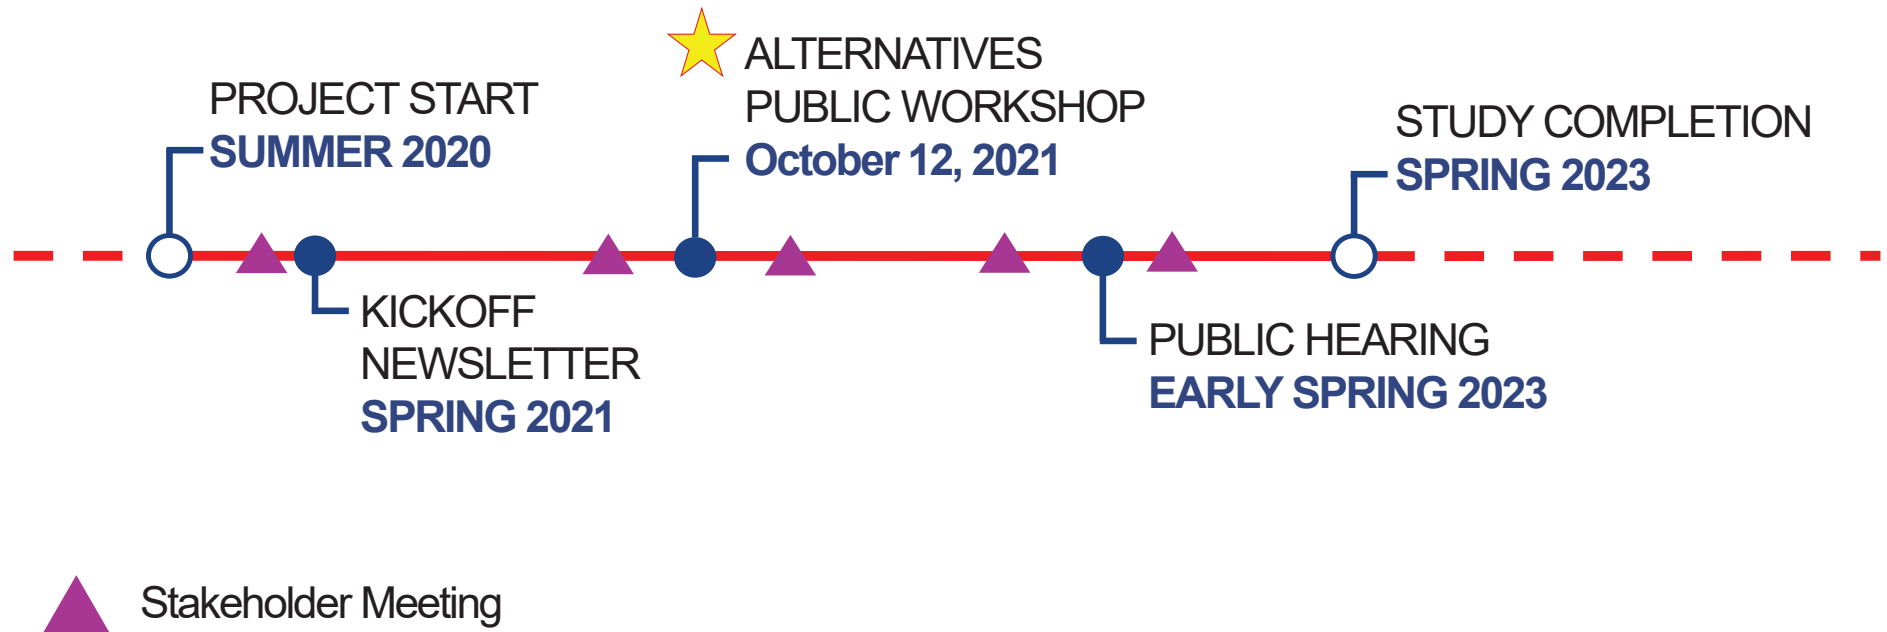 PROJECT START
SUMMER 2020
KICKOFF
NEWSLETTER
SPRING 2021
ALTERNATIVES
PUBLIC WORKSHOP
October 12, 2021
PUBLIC HEARING
EARLY SPRING 2023
STUDY COMPLETION
SPRING 2023
Stakeholder Meeting